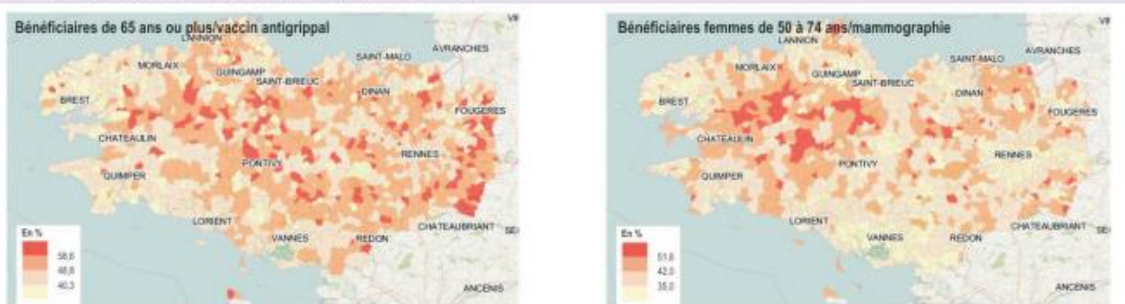 Bénéficiaires de 65 ans ou plus/vaccin antigrippal
LANNION
MORLAIX
GUINGAMP
SAINT-BRIEUC
SAINT-MALO
AVRANCHES
BREST
DINAN
FOUGERES
CHATEAULIN
PONTIVY
RENNES
QUIMPER
LORIENT
VANNES
REDON
CHATEAUBRIANT
ANCENIS
En %
48,8
40,3
Bénéficiaires femmes de 50 à 74 ans/mammographie
LANNION
MORLAIX
GUINGAMP
SAINT-BRIEUC
SAINT-MALO
AVRANCHES
BREST
DINAN
FOUGERES
CHATEAULIN
PONTIVY
RENNES
QUIMPER
LORIENT
VANNES
REDON
CHATEAUBRIANT
ANCENIS
En %
51,6
42,0
35,0